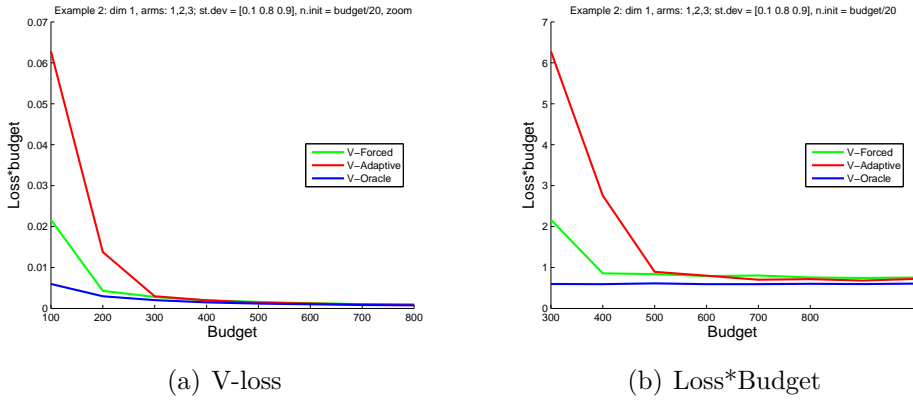 Example 2: dim 1, arms: 1,2,3; st.dev = [0.1 0.8 0.9], n.init = budget/20, zoom
0.07
0.06
0.05
0.04
0.03
0.02
0.01
0
Loss*budget
100 200 300 400 500 600 700 800
Budget
V-Forced
V-Adaptive
V-Oracle
(a) V-loss
Example 2: dim 1, arms: 1,2,3; st.dev = [0.1 0.8 0.9], n.init = budget/20
7
6
5
4
3
2
1
0
Loss*budget
300 400 500 600 700 800
Budget
V-Forced
V-Adaptive
V-Oracle
(b) Loss*Budget